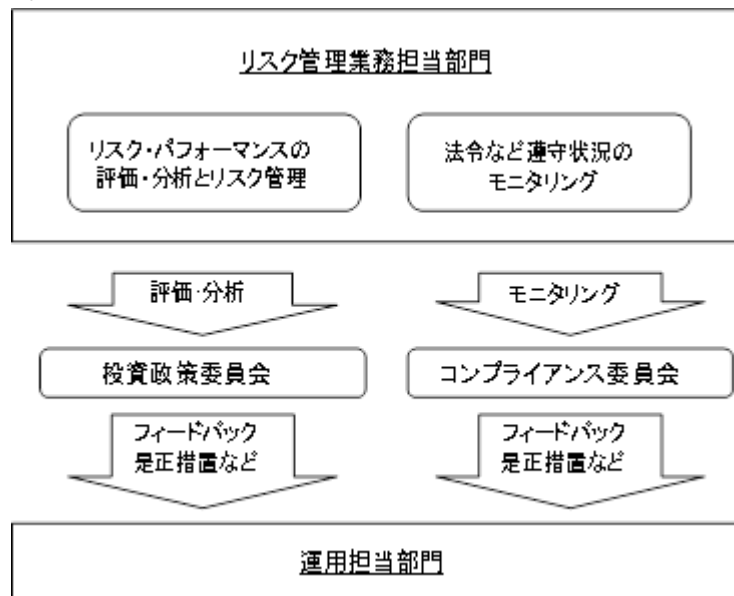 リスク管理業務担当部門
リスク・パフォーマンスの
評価・分析とリスク管理
法令など遵守状況の
モニタリング
評価・分析
モニタリング
投資政策委員会
コンプライアンス委員会
フィードバック
是正措置など
フィードバック
是正措置など
運用担当部門